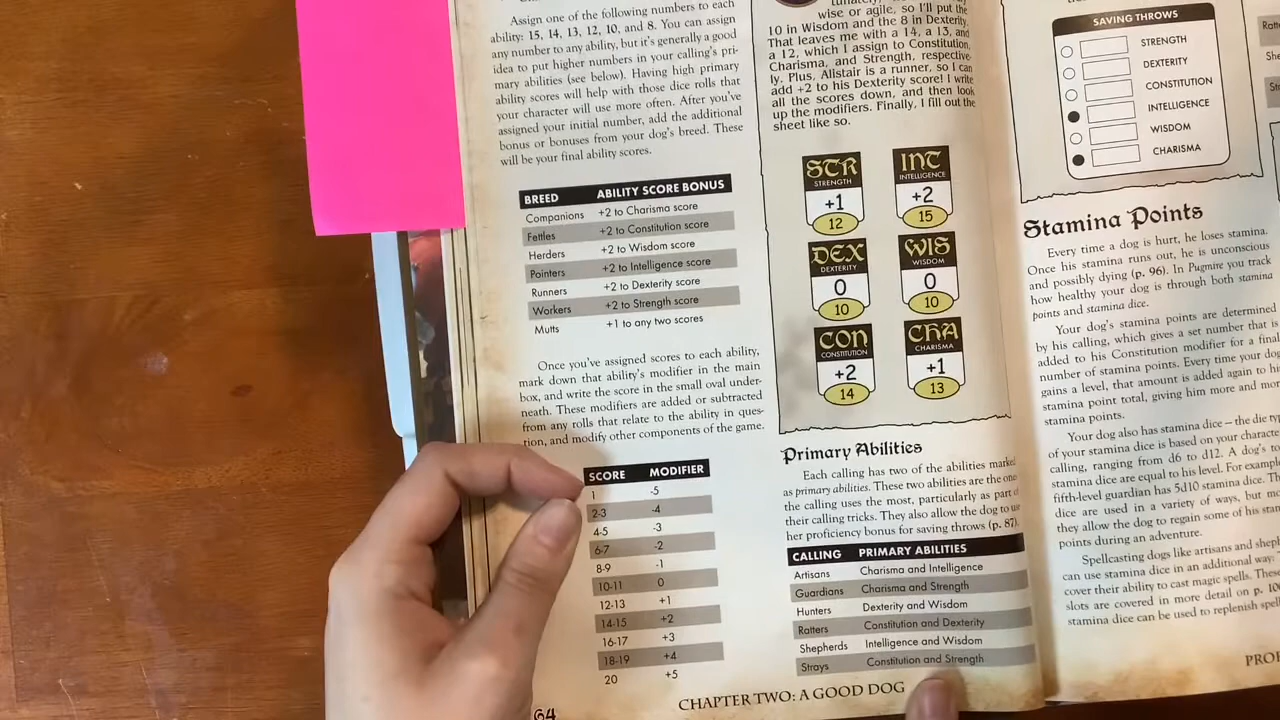 Assign one of the following numbers to each
ability: 15, 14, 13, 12, 10, and 8. You can assign
any number to any ability, but it's generally a good
idea to put higher numbers in your calling's pri-
mary abilities (see below). Having high primary
ability scores will help with those dice rolls that
your character will use more often. After you've
assigned your initial number, add the additional
bonus or bonuses from your dog's breed. These
will be your final ability scores.
BREED ABILITY SCORE BONUS
Companions +2 to Charisma score
Fettles +2 to Constitution score
Herders +2 to Wisdom score
Pointers +2 to Intelligence score
Runners +2 to Dexterity score
Workers +2 to Strength score
Mutts +1 to any two scores
Once you've assigned scores to each ability,
mark down that ability's modifier in the main
box, and write the score in the small oval under-
neath. These modifiers are added or subtracted
from any rolls that relate to the ability in ques-
tion, and modify other components of the game.
SCORE MODIFIER
1 -5
2-3 -4
4-5 -3
6-7 -2
8-9 -1
10-11 0
12-13 +1
14-15 +2
16-17 +3
18-19 +4
20 +5
64
CHAPTER TWO: A GOOD DOG
wise or agile, so I'll put the
10 in Wisdom and the 8 in Dexterity.
That leaves me with a 14, a 13, and
a 12, which I assign to Constitution,
Charisma, and Strength, respective-
ly. Plus, Allstair is a runner, so I can
add +2 to his Dexterity score! I write
all the scores down, and then look
up the modifiers. Finally, I fill out the
sheet like so.
STR INT
STRENGTH INTELLIGENCE
+1 +2
12 15
DEX WIS
DEXTERITY WISDOM
0 0
10 10
CON CHA
CONSTITUTION CHARISMA
+2 +1
14 13
Primary Abilities
Each calling has two of the abilities marked
as primary abilities. These two abilities are the one
the calling uses the most, particularly as part of
their calling tricks. They also allow the dog to use
her proficiency bonus for saving throws (p. 87).
CALLING PRIMARY ABILITIES
Artisans Charisma and Intelligence
Guardians Charisma and Strength
Hunters Dexterity and Wisdom
Ratters Constitution and Dexterity
Shepherds Intelligence and Wisdom
Strays Constitution and Strength
SAVING THROWS
STRENGTH
DEXTERITY
CONSTITUTION
INTELLIGENCE
WISDOM
CHARISMA
Stamina Points
Every time a dog is hurt, he loses stamina.
Once his stamina runs out, he is unconscious
and possibly dying (p. 96). In Pugmire you track
how healthy your dog is through both stamina
points and stamina dice.
Your dog's stamina points are determined
by his calling, which gives a set number that is
added to his Constitution modifier for a final
number of stamina points. Every time your dog
gains a level, that amount is added again to his
stamina point total, giving him more and more
stamina points.
Your dog also has stamina dice – the die type
of your stamina dice is based on your character
calling, ranging from d6 to d12. A dog's
stamina dice are equal to his level. For example
fifth-level guardian has 5d10 stamina dice. The
dice are used in a variety of ways, but
they allow the dog to regain some of his
points during an adventure.
Spellcasting dogs like artisans and
can use stamina dice in an additional way:
cover their ability to cast magic spells. These
slots are covered in more detail on p.
stamina dice can be used to replenish